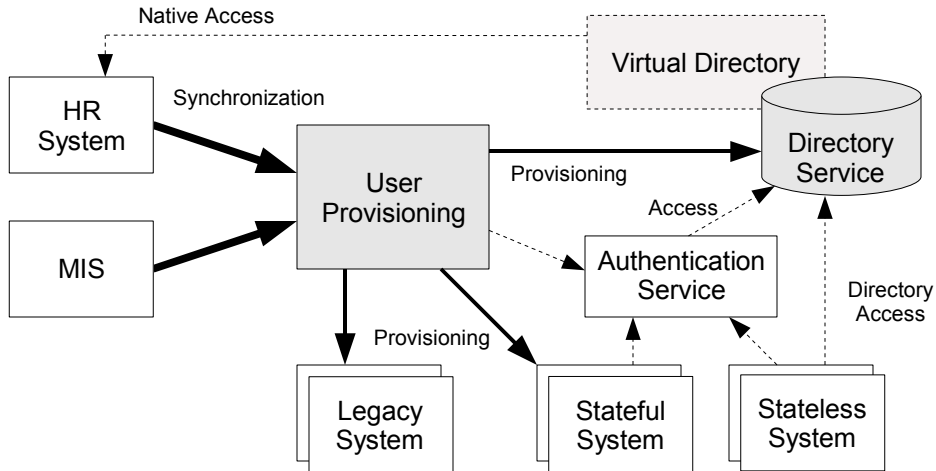 Native Access
Virtual Directory
HR
System
Synchronization
Directory
Service
User
Provisioning
Provisioning
Access
MIS
Authentication
Service
Directory
Access
Provisioning
Legacy
System
Stateful
System
Stateless
System